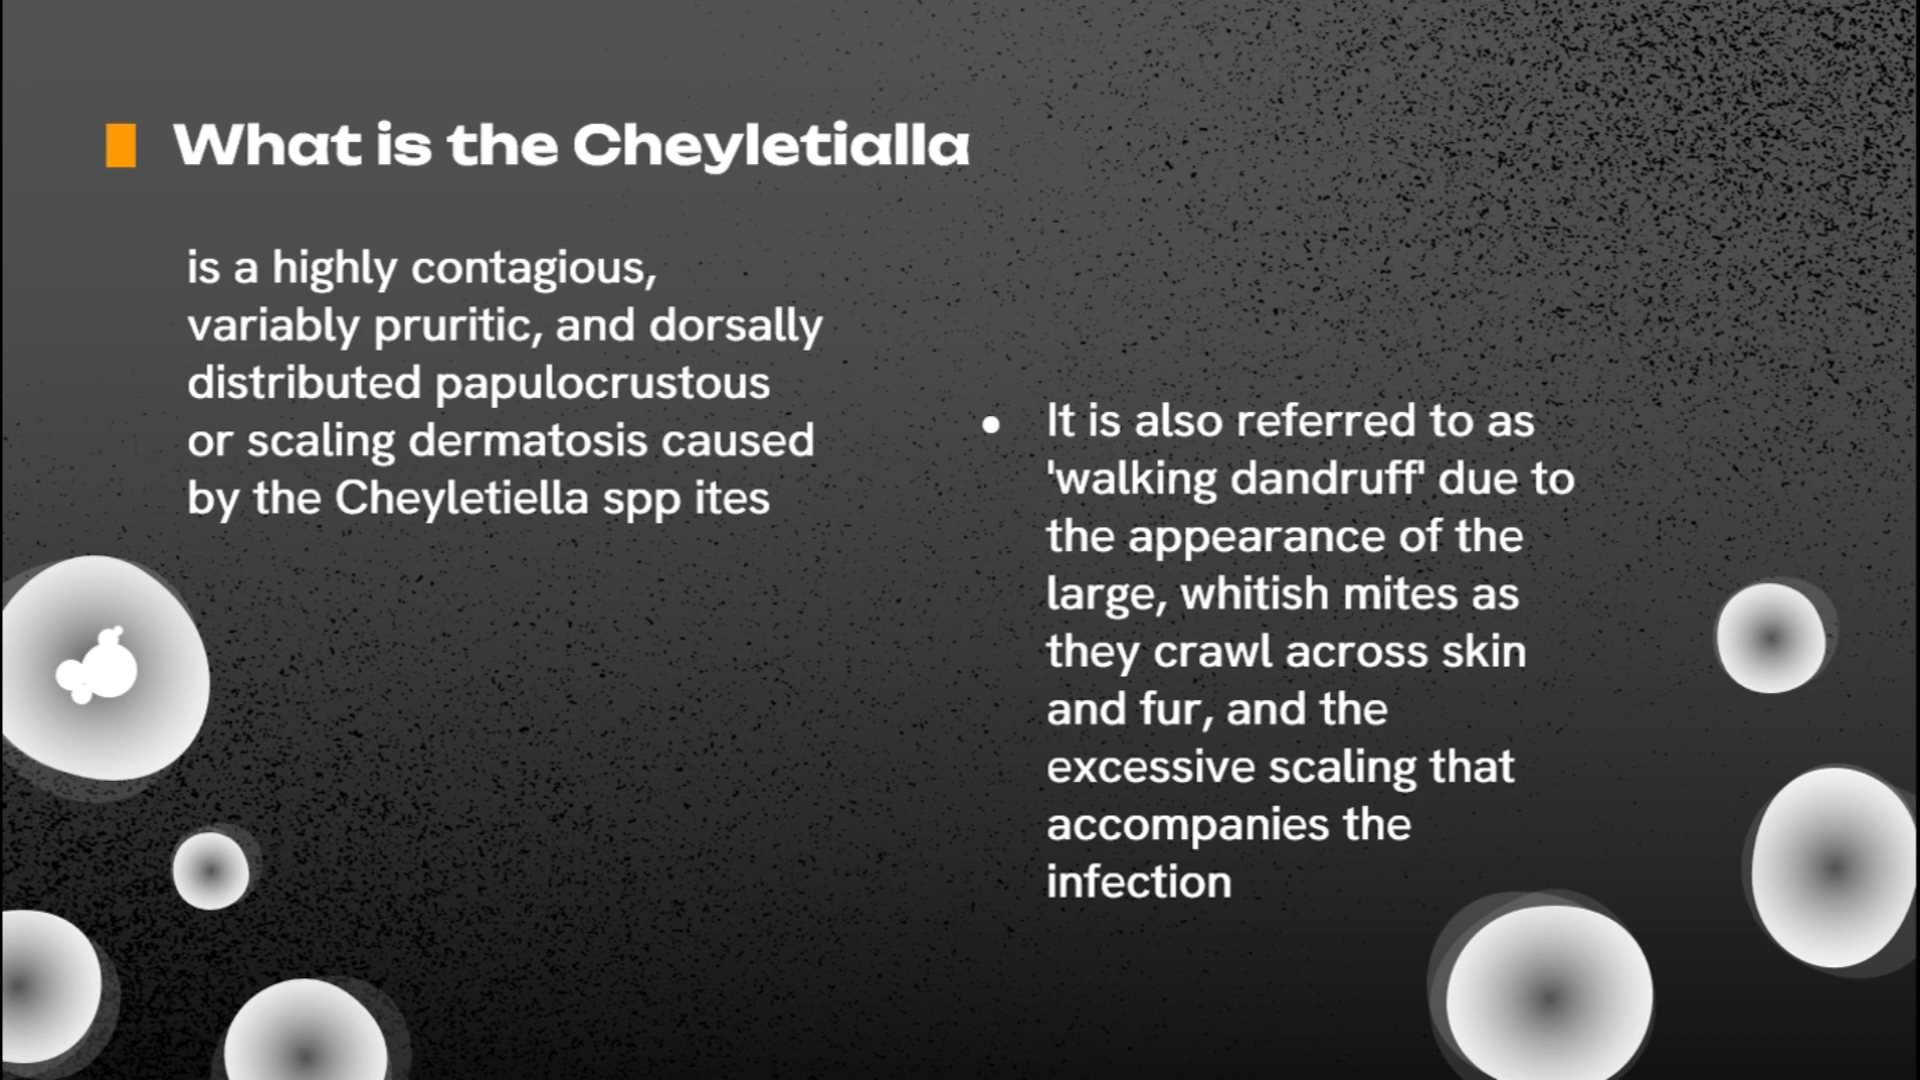 What is the Cheyletialla
is a highly contagious,
variably pruritic, and dorsally
distributed papulocrustous
or scaling dermatosis caused
by the Cheyletiella spp ites
• It is also referred to as
'walking dandruff' due to
the appearance of the
large, whitish mites as
they crawl across skin
and fur, and the
excessive scaling that
accompanies the
infection